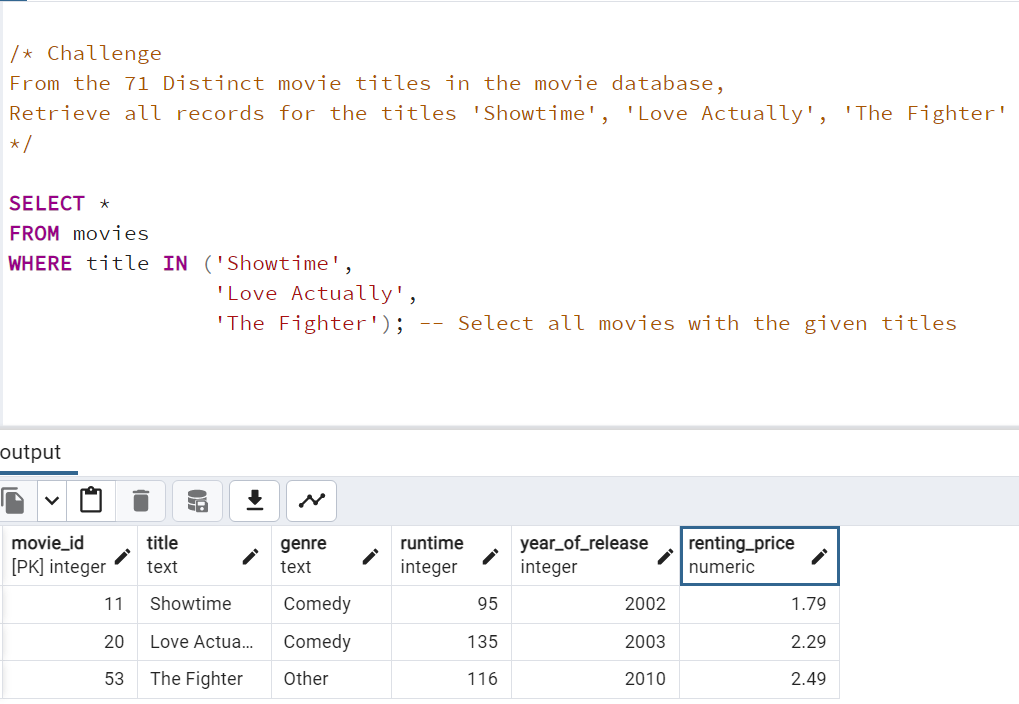 /* Challenge
From the 71 Distinct movie titles in the movie database,
Retrieve all records for the titles 'Showtime', 'Love Actually', 'The Fighter'
*/
SELECT *
FROM movies
WHERE title IN ('Showtime',
'Love Actually',
'The Fighter'); -- Select all movies with the given titles
output
movie_id title genre runtime year_of_release renting_price
[PK] integer text text integer integer numeric
11 Showtime Comedy 95 2002 1.79
20 Love Actua... Comedy 135 2003 2.29
53 The Fighter Other 116 2010 2.49